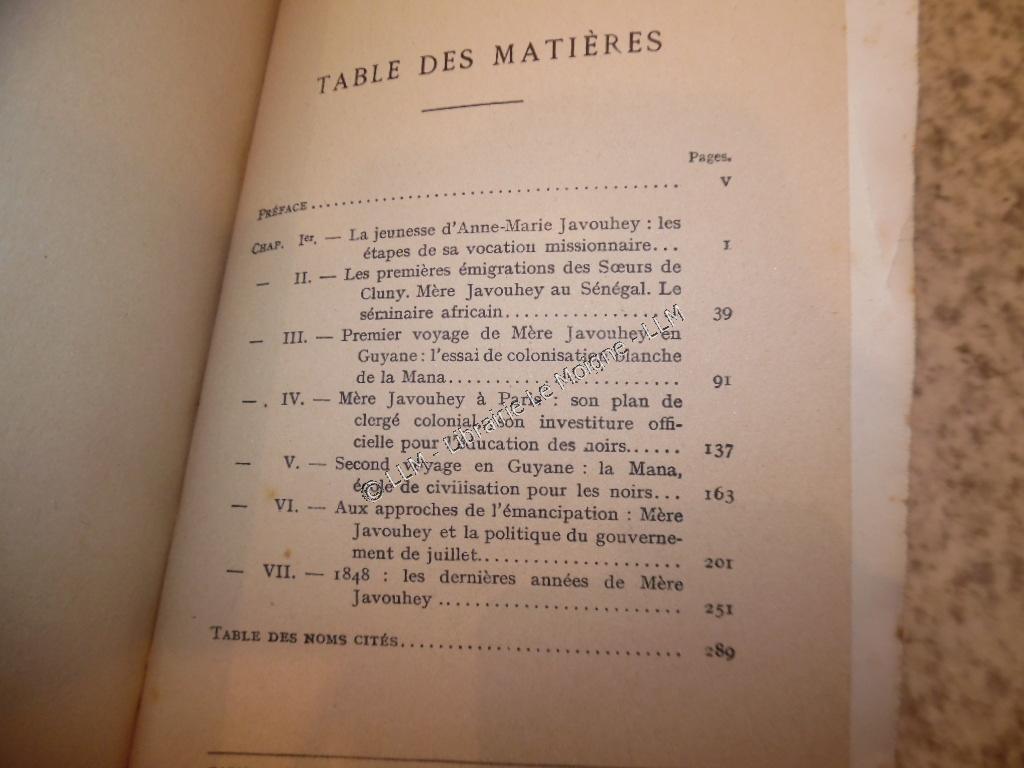 TABLE DES MATIÈRES
Pages.
PRÉFACE........................................ V
CHAP. Ier. — La jeunesse d'Anne-Marie Javouhey : les
étapes de sa vocation missionnaire... 1
— II. — Les premières émigrations des Sœurs de
Cluny. Mère Javouhey au Sénégal. Le
séminaire africain.................... 39
— III. — Premier voyage de Mère Javouhey en
Guyane : l'essai de colonisation blanche
de la Mana........................ 91
— IV. — Mère Javouhey à Paris : son plan de
clergé colonial, son investiture offi-
cielle pour l'éducation des noirs...... 137
— V. — Second voyage en Guyane : la Mana,
école de civilisation pour les noirs... 163
— VI. — Aux approches de l'émancipation : Mère
Javouhey et la politique du gouverne-
ment de juillet..................... 201
— VII. — 1848 : les dernières années de Mère
Javouhey ......................... 251
TABLE DES NOMS CITÉS............................. 289
© LLM - Librairie Le Moigne - LLM